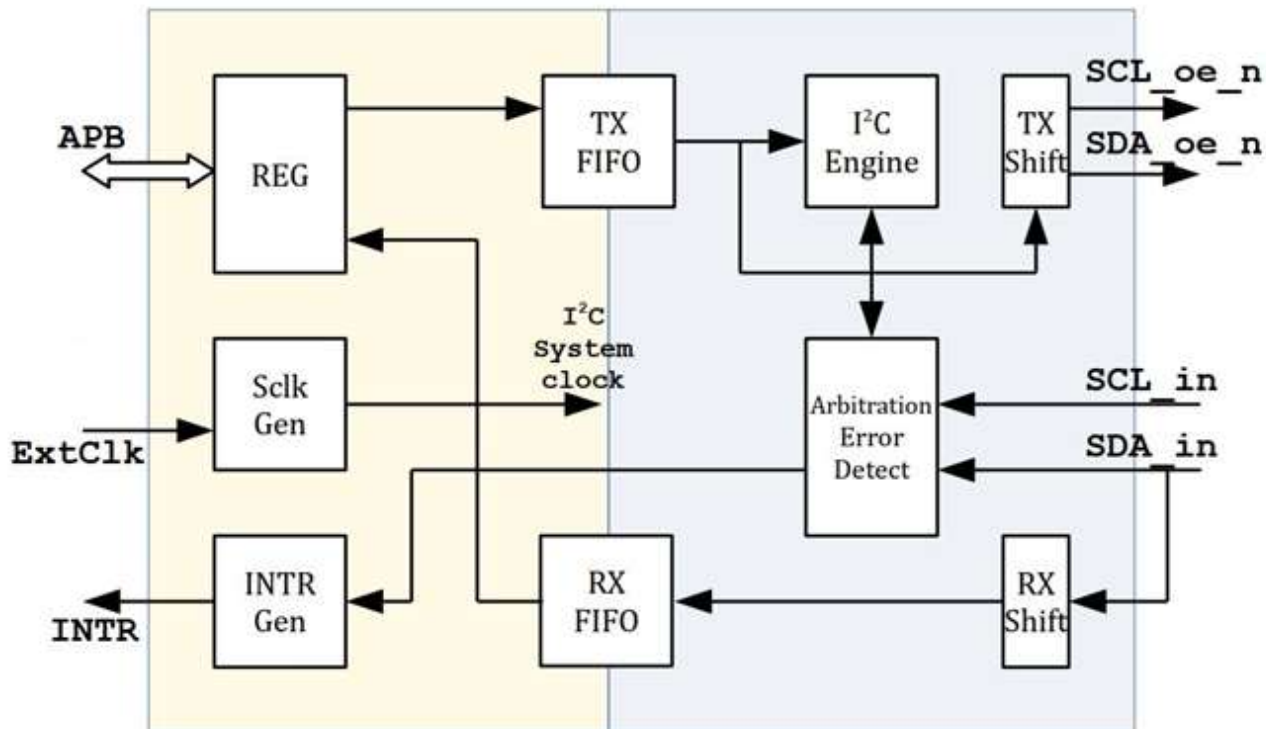 SCL_oe_n
APB
REG
TX
FIFO
I²C
Engine
TX
Shift
SDA_oe_n
I²C
System
clock
Sclk
Gen
ExtClk
Arbitration
Error
Detect
SCL_in
SDA_in
INTR
Gen
INTR
RX
FIFO
RX
Shift